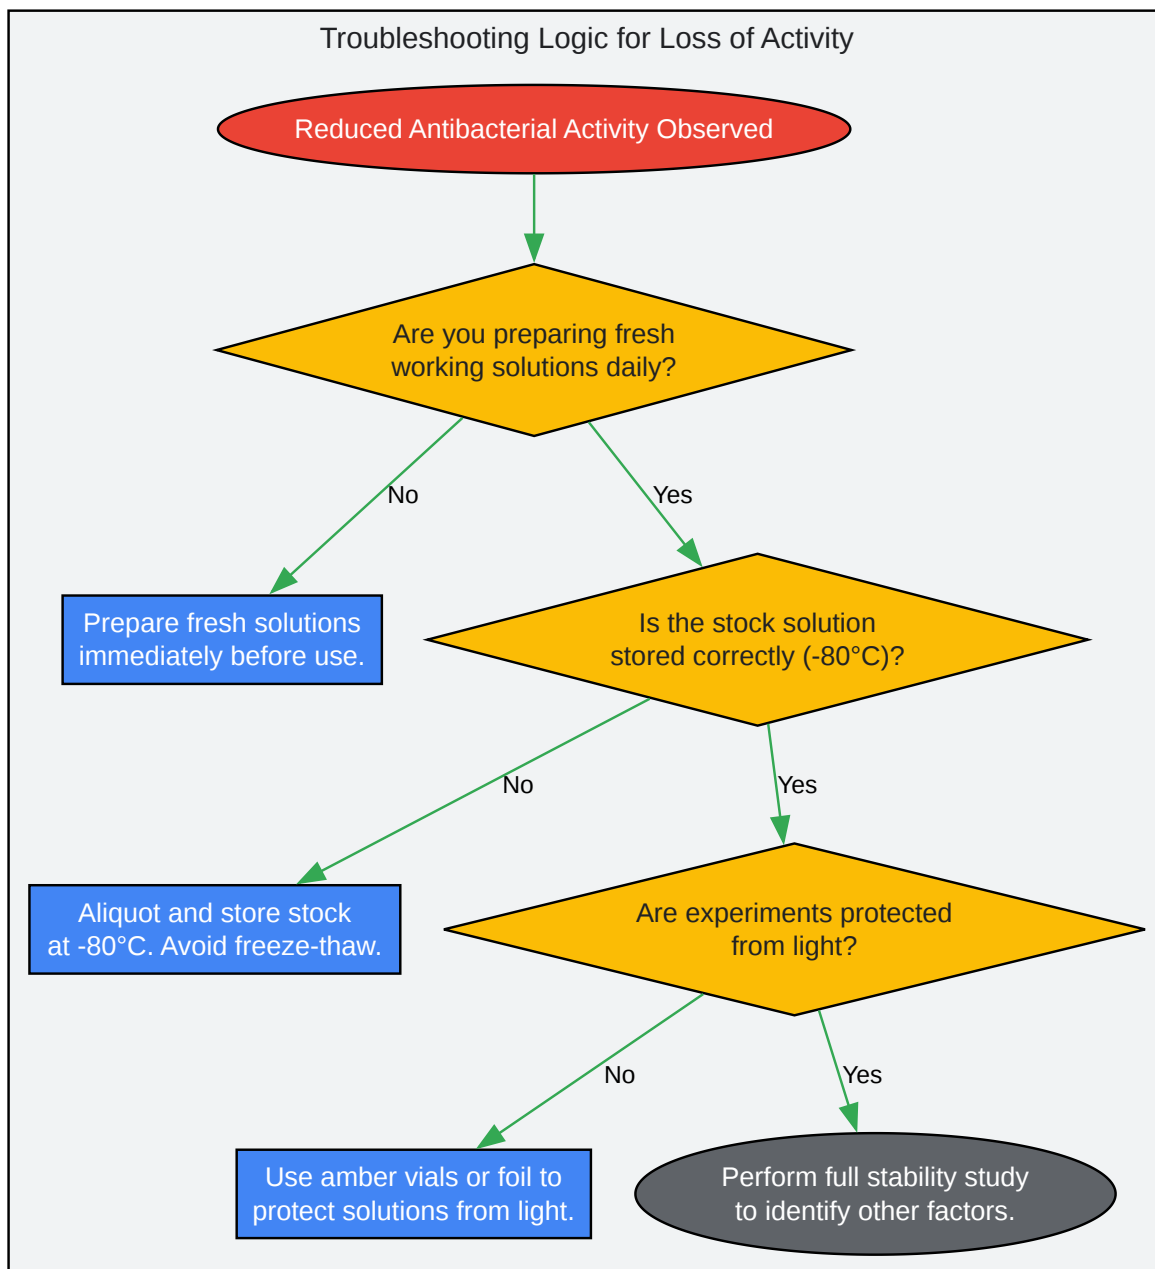 Troubleshooting Logic for Loss of Activity
Reduced Antibacterial Activity Observed
Are you preparing fresh
working solutions daily?
No
Yes
Prepare fresh solutions
immediately before use.
Is the stock solution
stored correctly (-80°C)?
No
Yes
Aliquot and store stock
at -80°C. Avoid freeze-thaw.
Are experiments protected
from light?
No
Yes
Use amber vials or foil to
protect solutions from light.
Perform full stability study
to identify other factors.